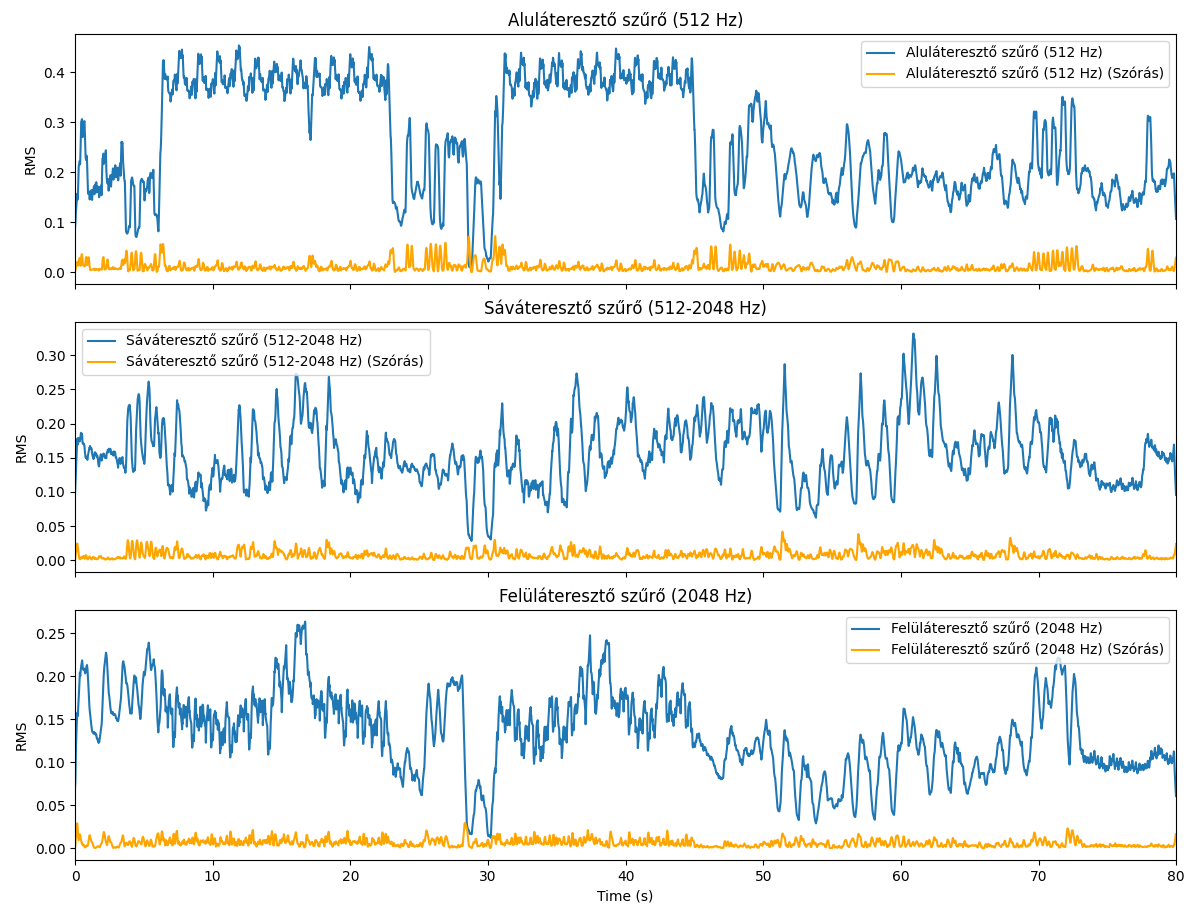 Aluláteresztő szűrő (512 Hz)
Aluláteresztő szűrő (512 Hz)
Aluláteresztő szűrő (512 Hz) (Szórás)
RMS
0.4
0.3
0.2
0.1
0.0
Sáváteresztő szűrő (512-2048 Hz)
Sáváteresztő szűrő (512-2048 Hz)
Sáváteresztő szűrő (512-2048 Hz) (Szórás)
RMS
0.30
0.25
0.20
0.15
0.10
0.05
0.00
Felüláteresztő szűrő (2048 Hz)
Felüláteresztő szűrő (2048 Hz)
Felüláteresztő szűrő (2048 Hz) (Szórás)
RMS
0.25
0.20
0.15
0.10
0.05
0.00
0 10 20 30 40 50 60 70 80
Time (s)